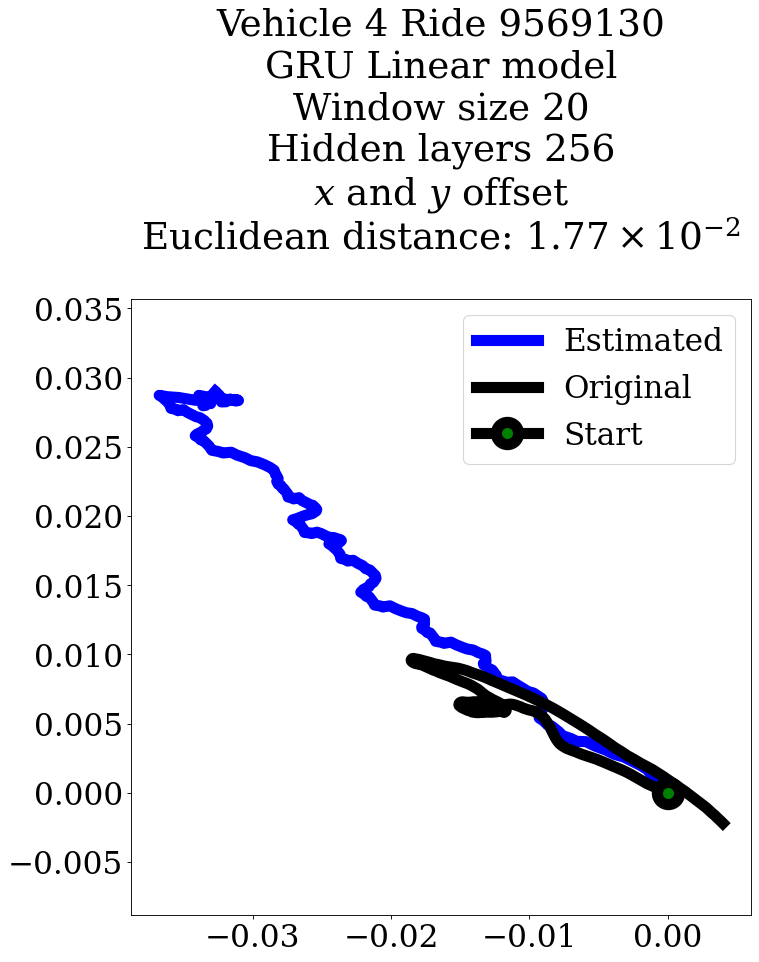 Vehicle 4 Ride 9569130
GRU Linear model
Window size 20
Hidden layers 256
x and y offset
Euclidean distance: 1.77 × 10⁻²
0.035
0.030
0.025
0.020
0.015
0.010
0.005
0.000
−0.005
Estimated
Original
Start
−0.03 −0.02 −0.01 0.00